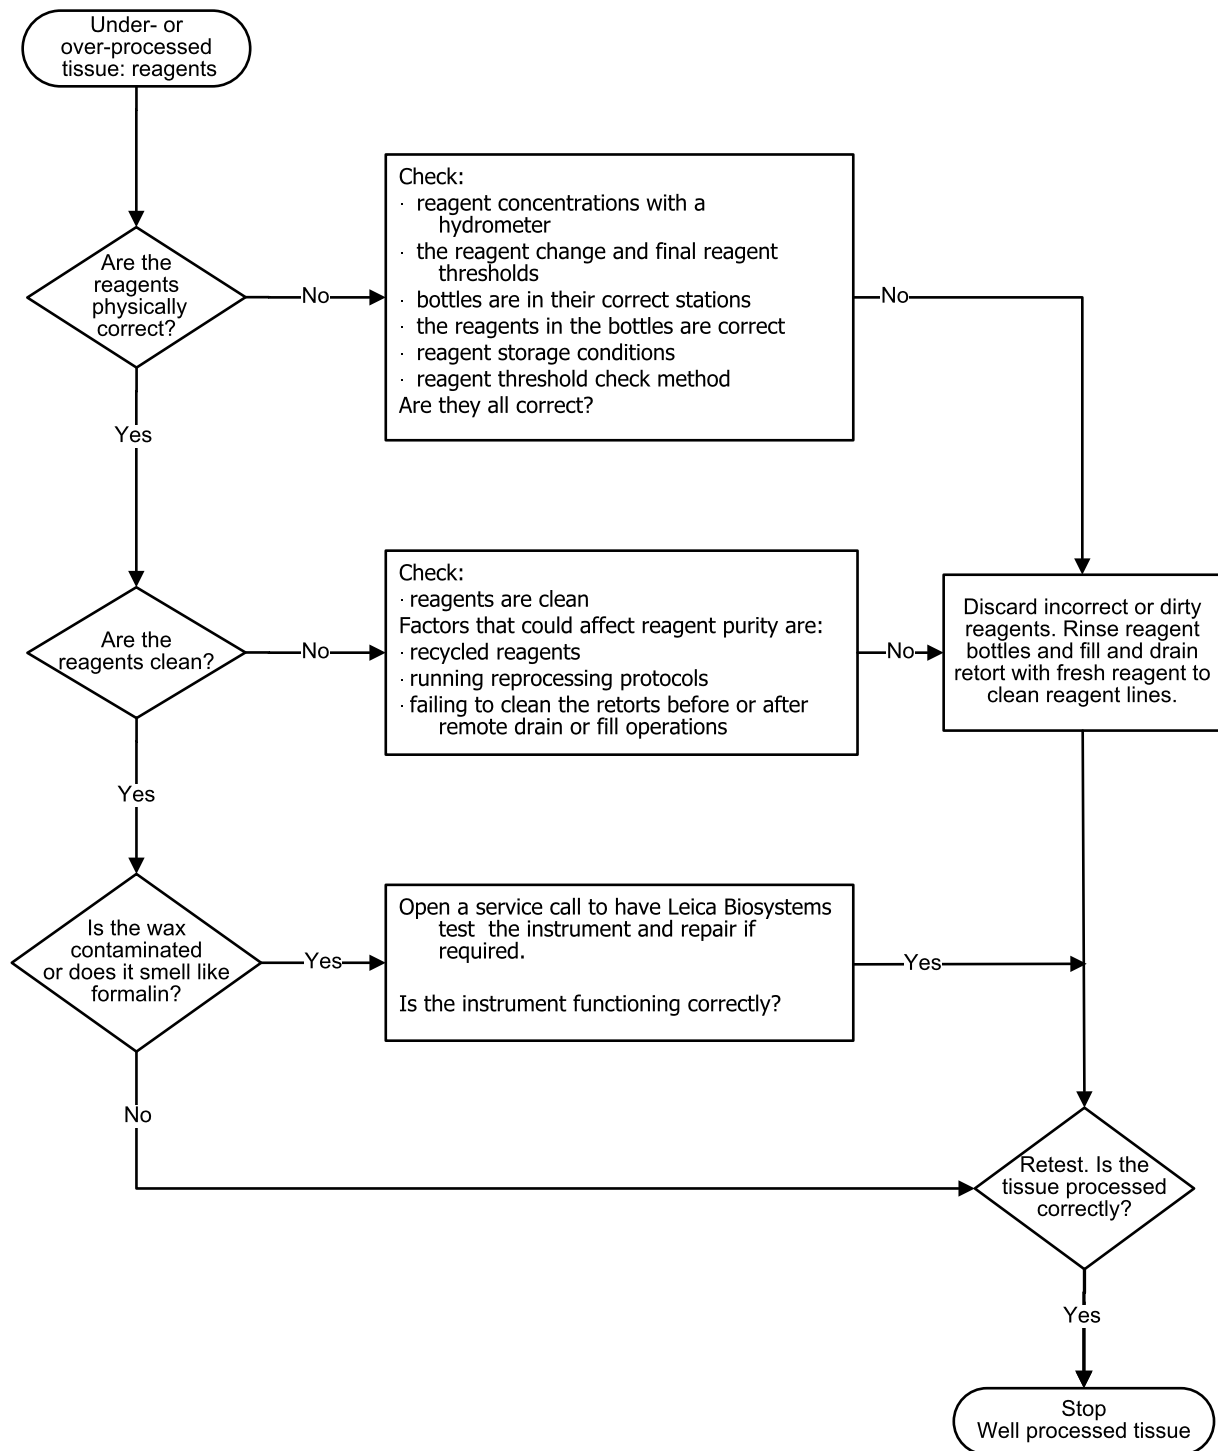 Under- or
over-processed
tissue: reagents
Check:
· reagent concentrations with a
hydrometer
· the reagent change and final reagent
thresholds
· bottles are in their correct stations
· the reagents in the bottles are correct
· reagent storage conditions
· reagent threshold check method
Are they all correct?
Are the
reagents
physically
correct?
No
No
Yes
Check:
· reagents are clean
Factors that could affect reagent purity are:
· recycled reagents
· running reprocessing protocols
· failing to clean the retorts before or after
remote drain or fill operations
Are the
reagents clean?
No
No
Discard incorrect or dirty
reagents. Rinse reagent
bottles and fill and drain
retort with fresh reagent to
clean reagent lines.
Yes
Is the wax
contaminated
or does it smell like
formalin?
Yes
Open a service call to have Leica Biosystems
test the instrument and repair if
required.
Is the instrument functioning correctly?
Yes
No
Retest. Is the
tissue processed
correctly?
Yes
Stop
Well processed tissue